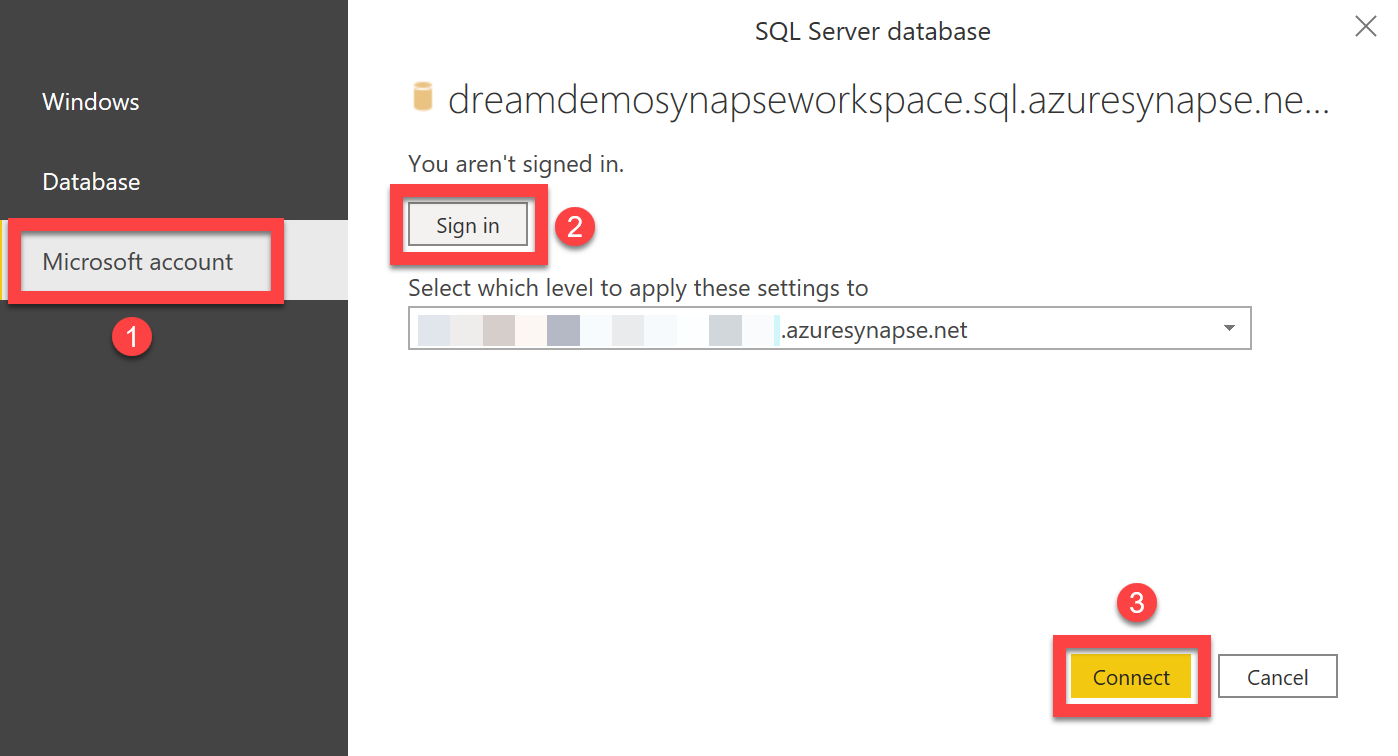 SQL Server database
Windows
dreamdemosynapseworkspace.sql.azuresynapse.ne...
Database
You aren't signed in.
Sign in
2
Microsoft account
1
Select which level to apply these settings to
.azuresynapse.net
3
Connect
Cancel